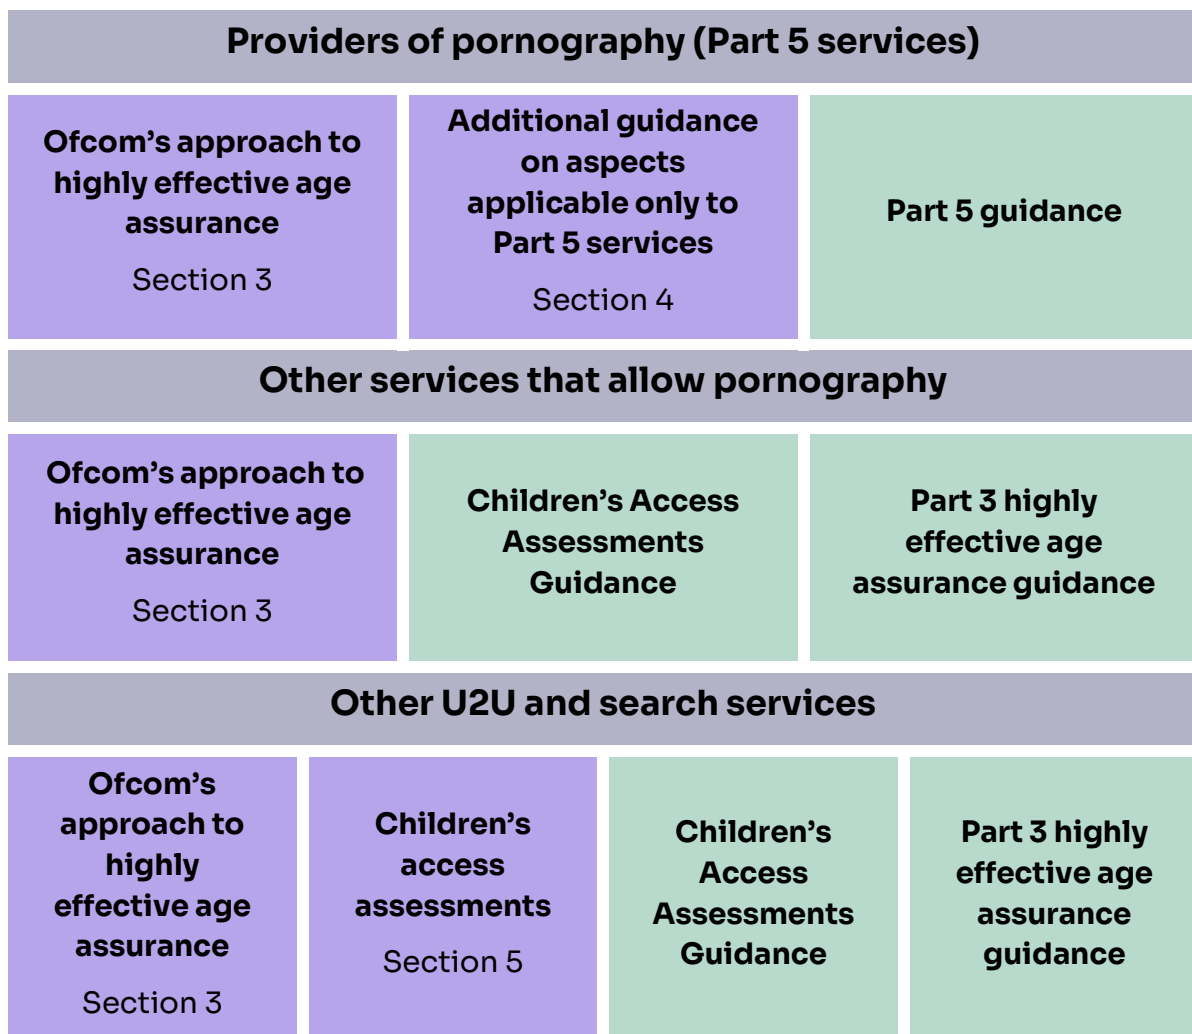 Providers of pornography (Part 5 services)
Ofcom’s approach to
highly effective age
assurance
Section 3
Additional guidance
on aspects
applicable only to
Part 5 services
Section 4
Part 5 guidance
Other services that allow pornography
Ofcom’s approach to
highly effective age
assurance
Section 3
Children’s Access
Assessments
Guidance
Part 3 highly
effective age
assurance guidance
Other U2U and search services
Ofcom’s
approach to
highly
effective age
assurance
Section 3
Children’s
access
assessments
Section 5
Children’s
Access
Assessments
Guidance
Part 3 highly
effective age
assurance
guidance